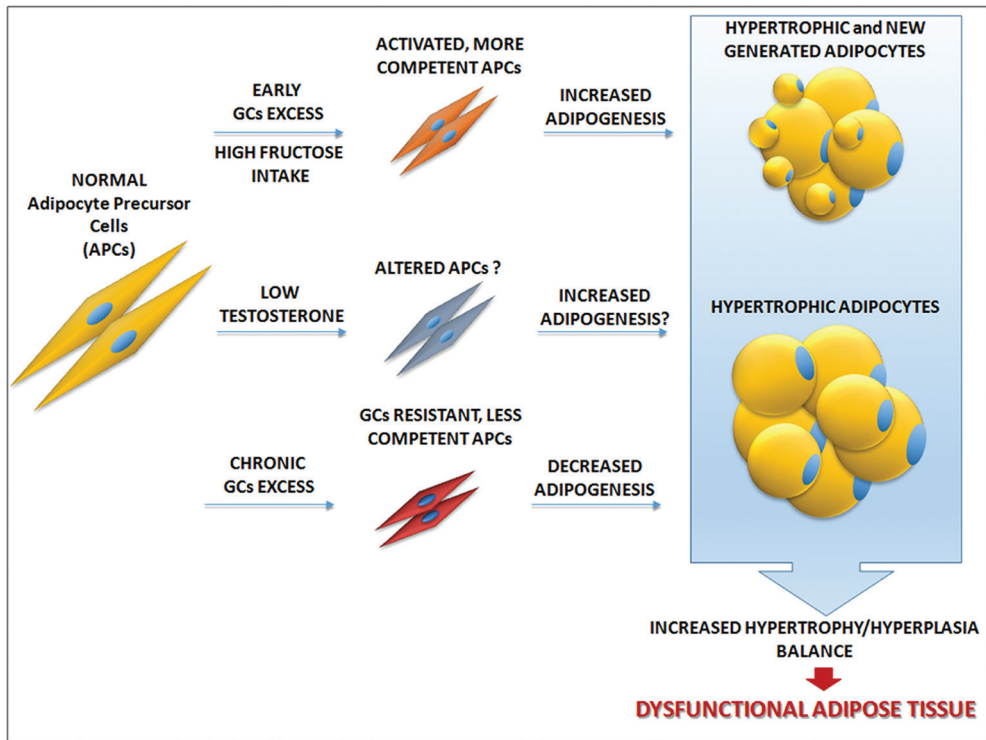 NORMAL
Adipocyte Precursor
Cells
(APCs)
EARLY
GCs EXCESS
HIGH FRUCTOSE
INTAKE
ACTIVATED, MORE
COMPETENT APCs
INCREASED
ADIPOGENESIS
HYPERTROPHIC and NEW
GENERATED ADIPOCYTES
LOW
TESTOSTERONE
ALTERED APCs ?
INCREASED
ADIPOGENESIS?
HYPERTROPHIC ADIPOCYTES
CHRONIC
GCs EXCESS
GCs RESISTANT, LESS
COMPETENT APCs
DECREASED
ADIPOGENESIS
INCREASED HYPERTROPHY/HYPERPLASIA
BALANCE
DYSFUNCTIONAL ADIPOSE TISSUE